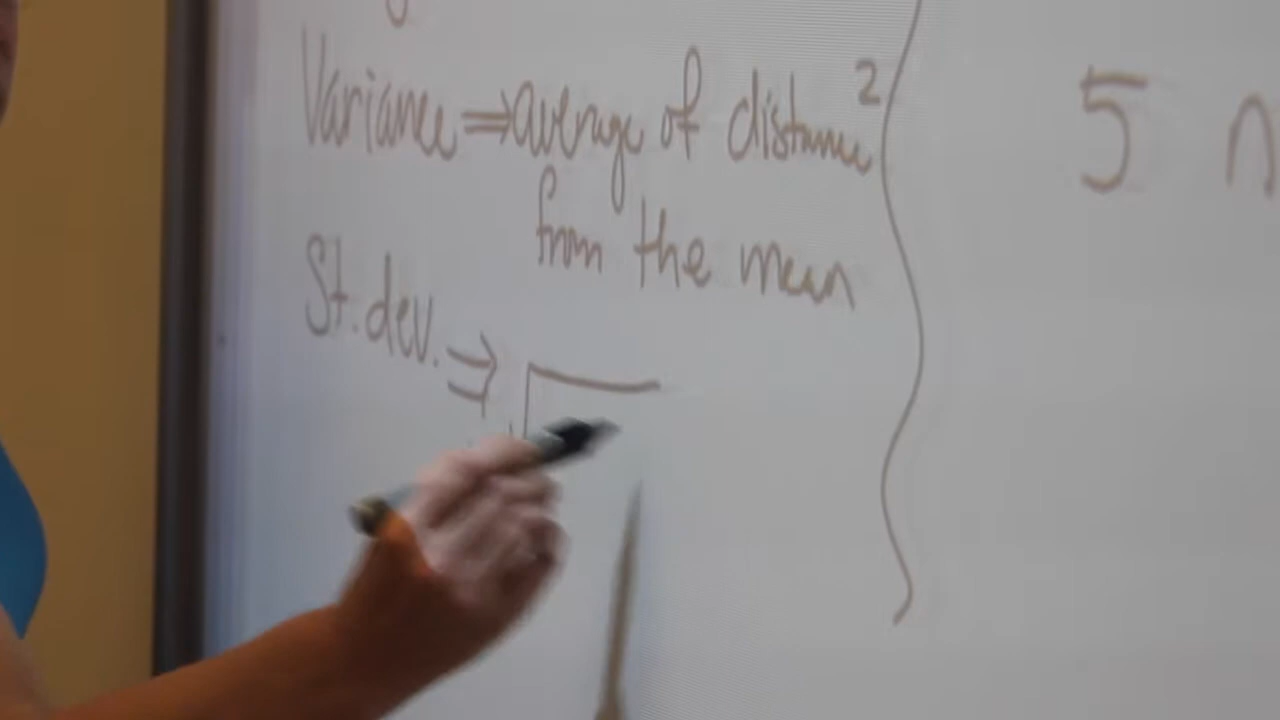 Variance ⇒ average of distance²
from the mean
St. dev. ⇒ √
5 n